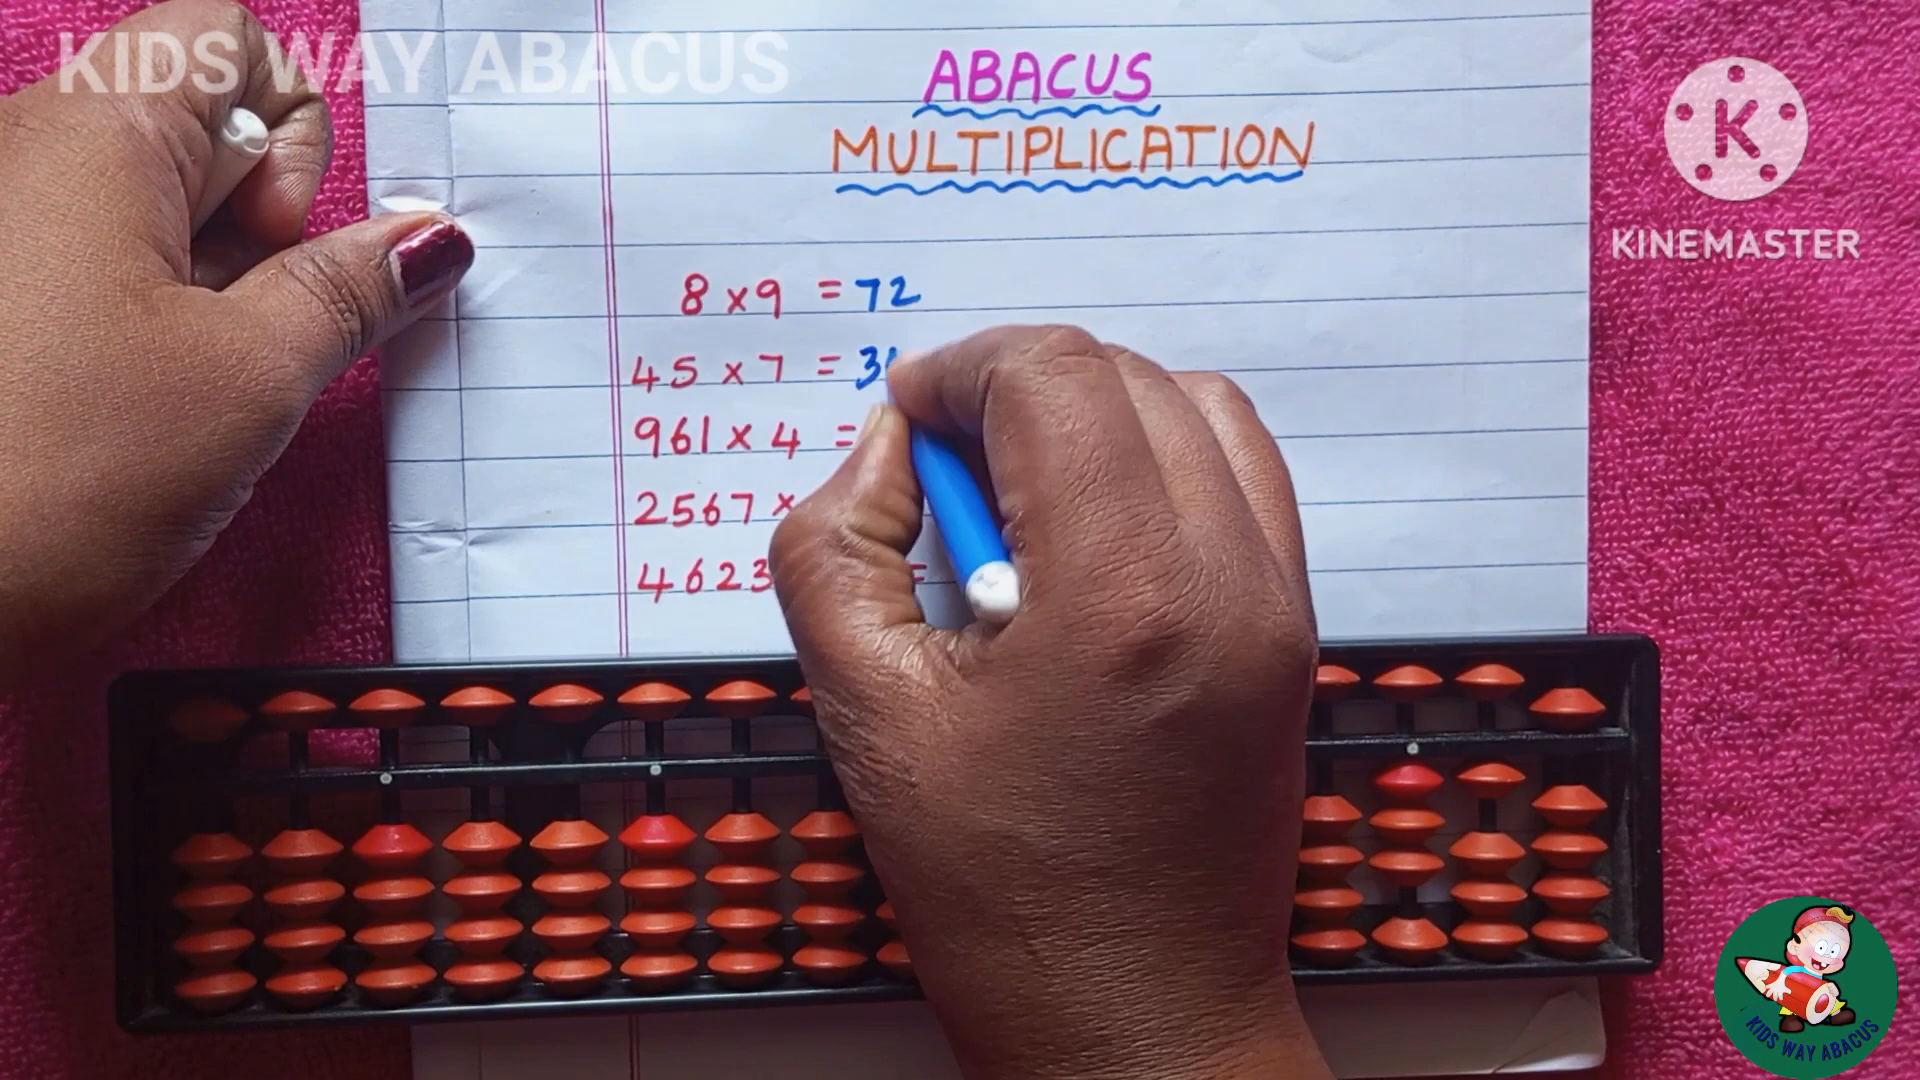 KIDS WAY ABACUS
ABACUS
MULTIPLICATION
K
KINEMASTER
8 x 9 = 72
45 x 7 = 3
961 x 4 =
2567 x
4623 =
KIDS WAY ABACUS